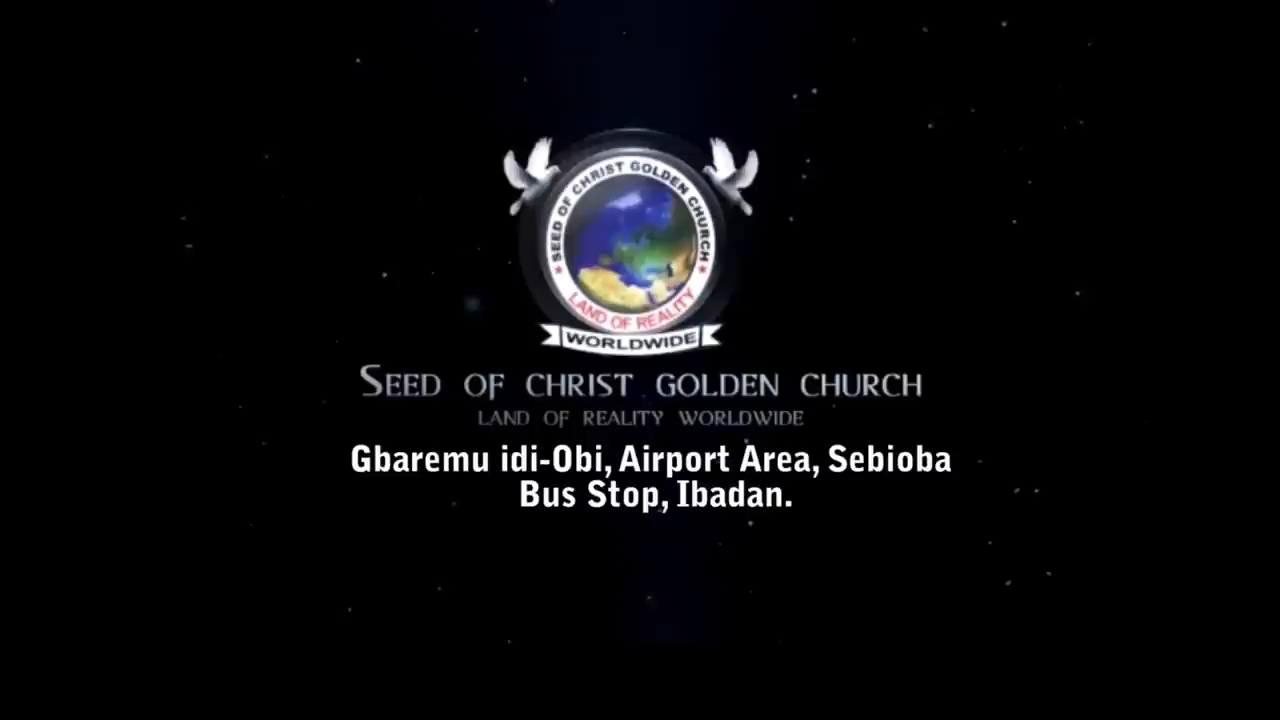 SEED OF CHRIST GOLDEN CHURCH
LAND OF REALITY
WORLDWIDE
SEED OF CHRIST GOLDEN CHURCH
LAND OF REALITY WORLDWIDE
Gbaremu idi-Obi, Airport Area, Sebioba
Bus Stop, Ibadan.